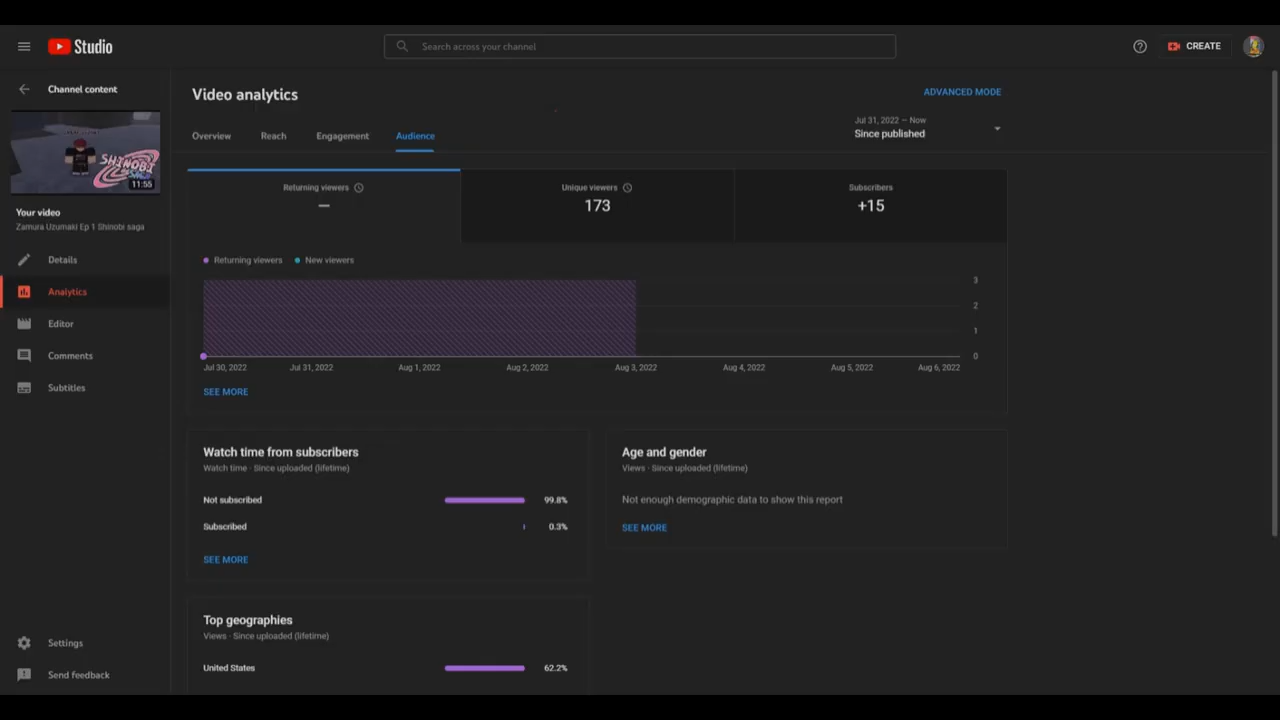 Studio
Search across your channel
CREATE
Channel content
SHINOBI
11:55
Your video
Zamura Uzumaki Ep 1 Shinobi saga
Details
Analytics
Editor
Comments
Subtitles
Settings
Send feedback
Video analytics
ADVANCED MODE
Overview
Reach
Engagement
Audience
Jul 31, 2022 – Now
Since published
Returning viewers
—
Unique viewers
173
Subscribers
+15
Returning viewers
New viewers
3
2
1
0
Jul 30, 2022
Jul 31, 2022
Aug 1, 2022
Aug 2, 2022
Aug 3, 2022
Aug 4, 2022
Aug 5, 2022
Aug 6, 2022
SEE MORE
Watch time from subscribers
Watch time · Since uploaded (lifetime)
Not subscribed
99.8%
Subscribed
0.3%
SEE MORE
Age and gender
Views · Since uploaded (lifetime)
Not enough demographic data to show this report
SEE MORE
Top geographies
Views · Since uploaded (lifetime)
United States
62.2%